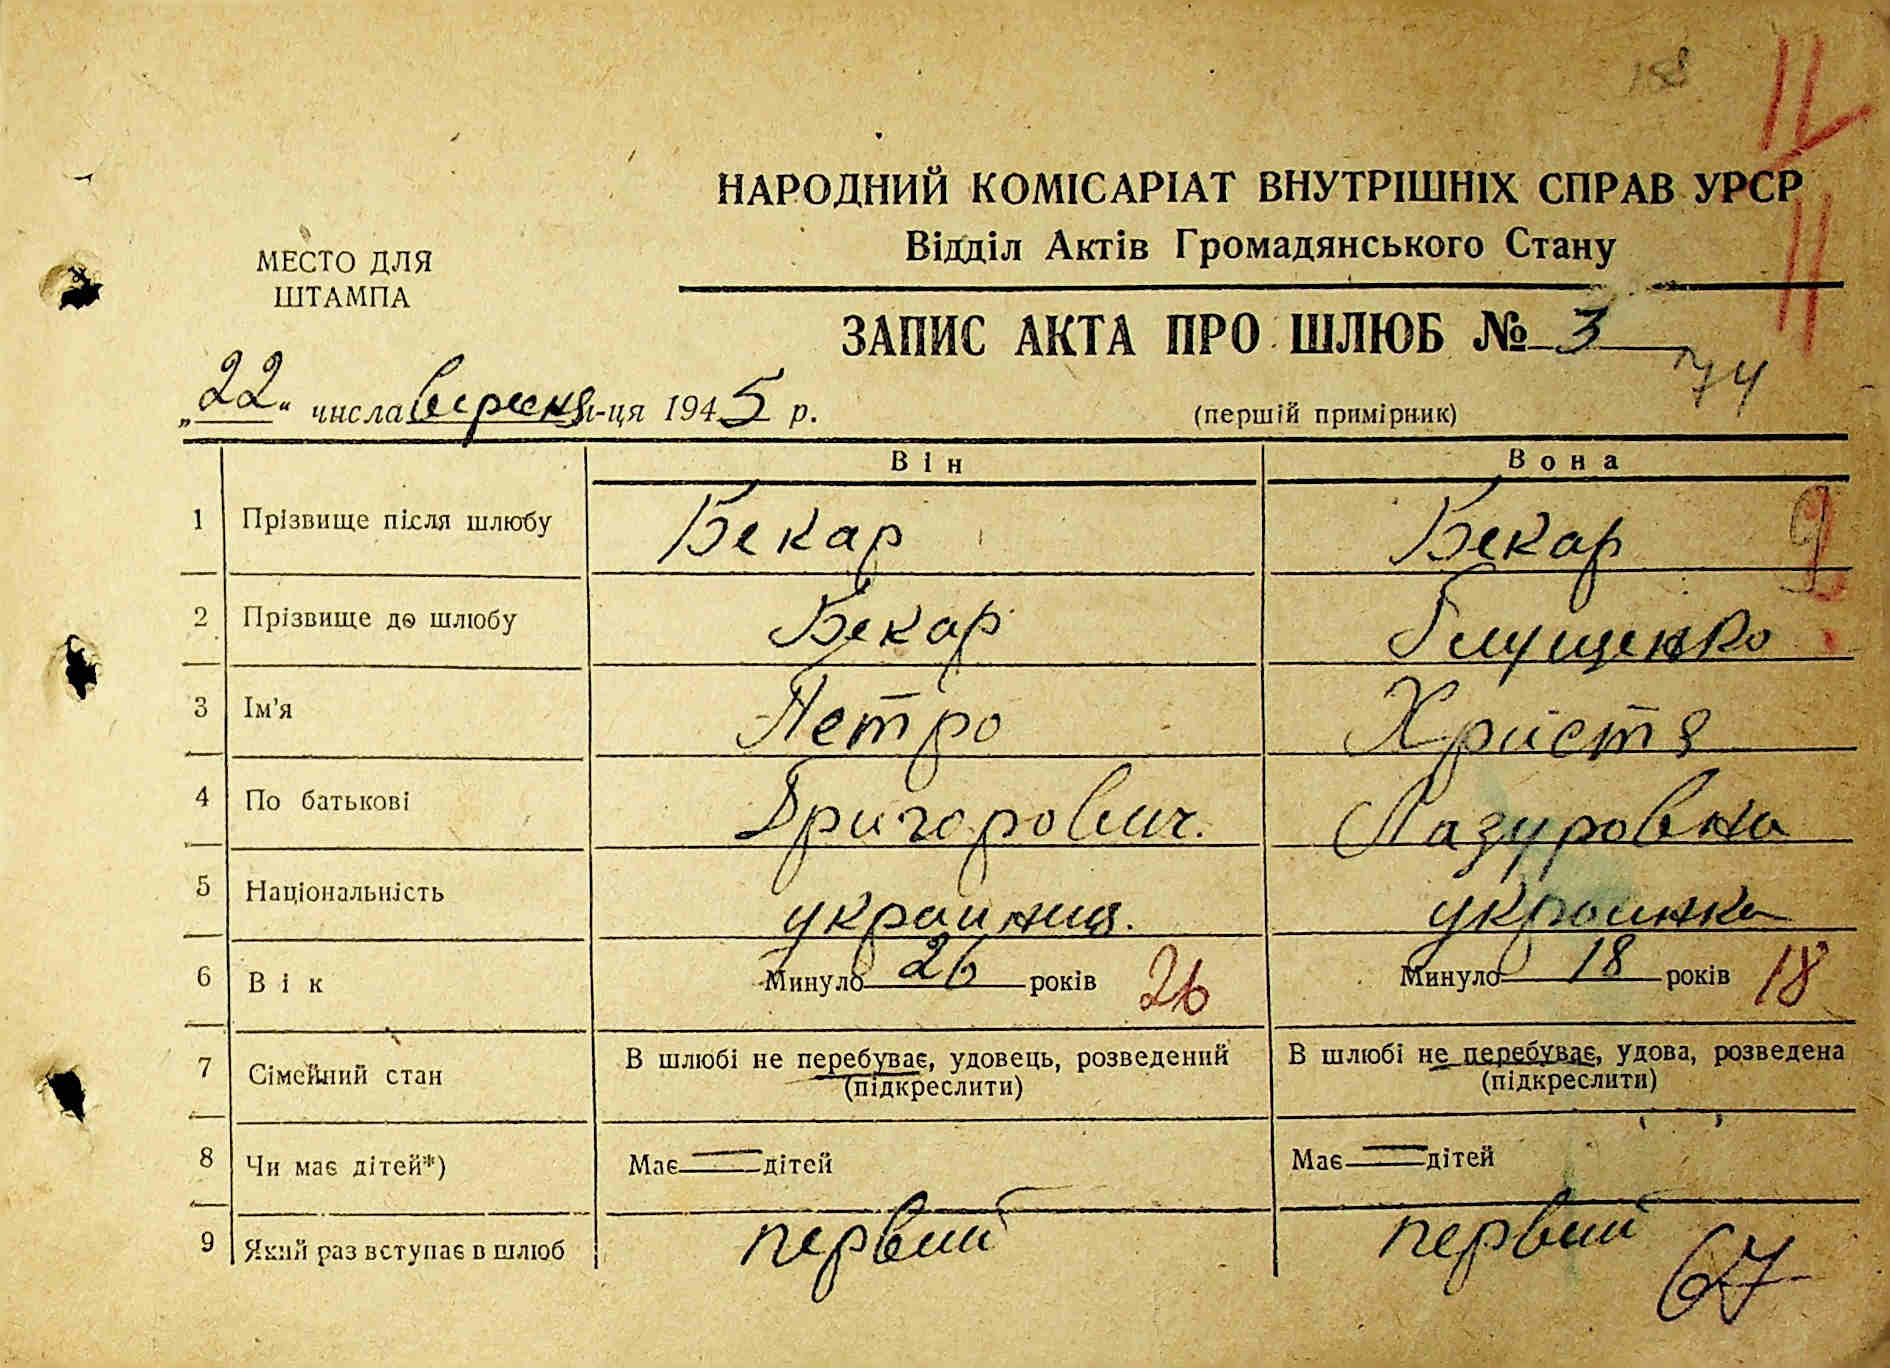 158
НАРОДНИЙ КОМІСАРІАТ ВНУТРІШНІХ СПРАВ УРСР
Відділ Актів Громадянського Стану
МЕСТО ДЛЯ
ШТАМПА
ЗАПИС АКТА ПРО ШЛЮБ № 3
74
„22“ числа вересня м-ця 1945 р.
(перший примірник)
Він Вона
1 Прізвище після шлюбу Бекар Бекар
2 Прізвище до шлюбу Бекар Глущенко
3 Ім'я Петро Христя
4 По батькові Григорович. Лазуровна
5 Національність украинец. украинка
6 Вік Минуло 26 років 26 Минуло 18 років 18
7 Сімейний стан В шлюбі не перебуває, удовець, розведений В шлюбі не перебуває, удова, розведена
(підкреслити) (підкреслити)
8 Чи має дітей*) Має — дітей Має — дітей
9 Який раз вступає в шлюб первий первий
67